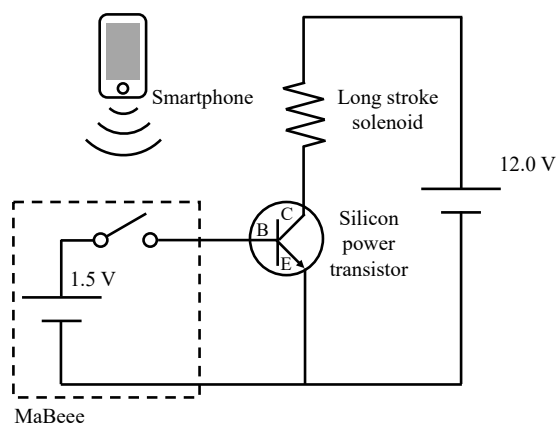 Smartphone
Long stroke
solenoid
12.0 V
C
B
E
Silicon
power
transistor
1.5 V
MaBeee